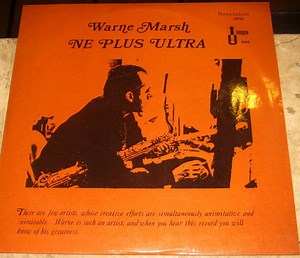 Revelation
Warne Marsh
NE PLUS ULTRA
There are few artists whose creative efforts are simultaneously unimitative and
inimitable. Warne is such an artist, and when you hear this record you will
know of his greatness.